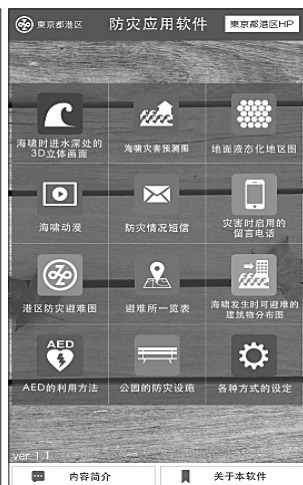 東京都港区
防灾应用软件
東京都港区HP
海啸时进水深处的
3D立体画面
海啸灾害预测图
地面液态化地区图
海啸动漫
防灾情况短信
灾害时启用的
留言电话
港区防灾避难图
避难所一览表
海啸发生时可避难的
建筑物分布图
AED
AED的利用方法
公园的防灾设施
各种方式的设定
ver 1.1
内容简介
关于本软件